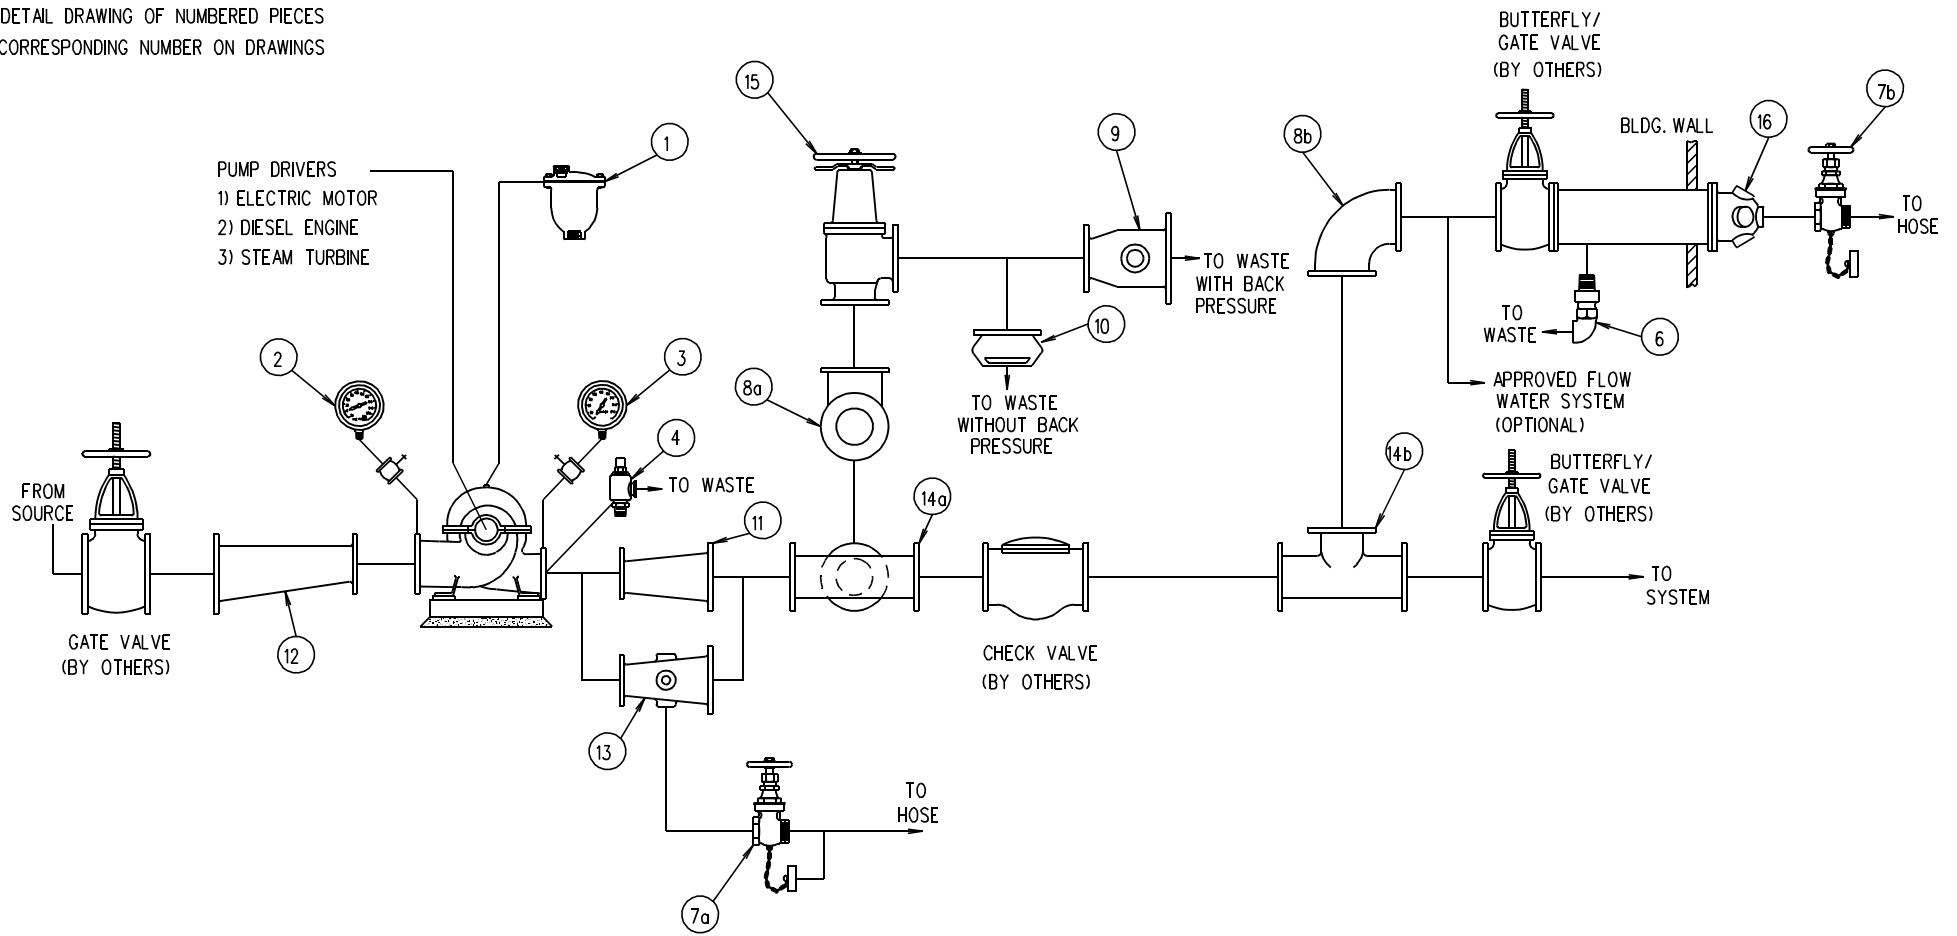 DETAIL DRAWING OF NUMBERED PIECES
CORRESPONDING NUMBER ON DRAWINGS
PUMP DRIVERS
1) ELECTRIC MOTOR
2) DIESEL ENGINE
3) STEAM TURBINE
1
2
3
4
TO WASTE
FROM
SOURCE
GATE VALVE
(BY OTHERS)
12
11
13
7a
TO
HOSE
15
8a
14a
9
TO WASTE
WITH BACK
PRESSURE
10
TO WASTE
WITHOUT BACK
PRESSURE
CHECK VALVE
(BY OTHERS)
8b
BUTTERFLY/
GATE VALVE
(BY OTHERS)
BLDG. WALL
16
7b
TO
HOSE
TO
WASTE
6
APPROVED FLOW
WATER SYSTEM
(OPTIONAL)
14b
BUTTERFLY/
GATE VALVE
(BY OTHERS)
TO
SYSTEM